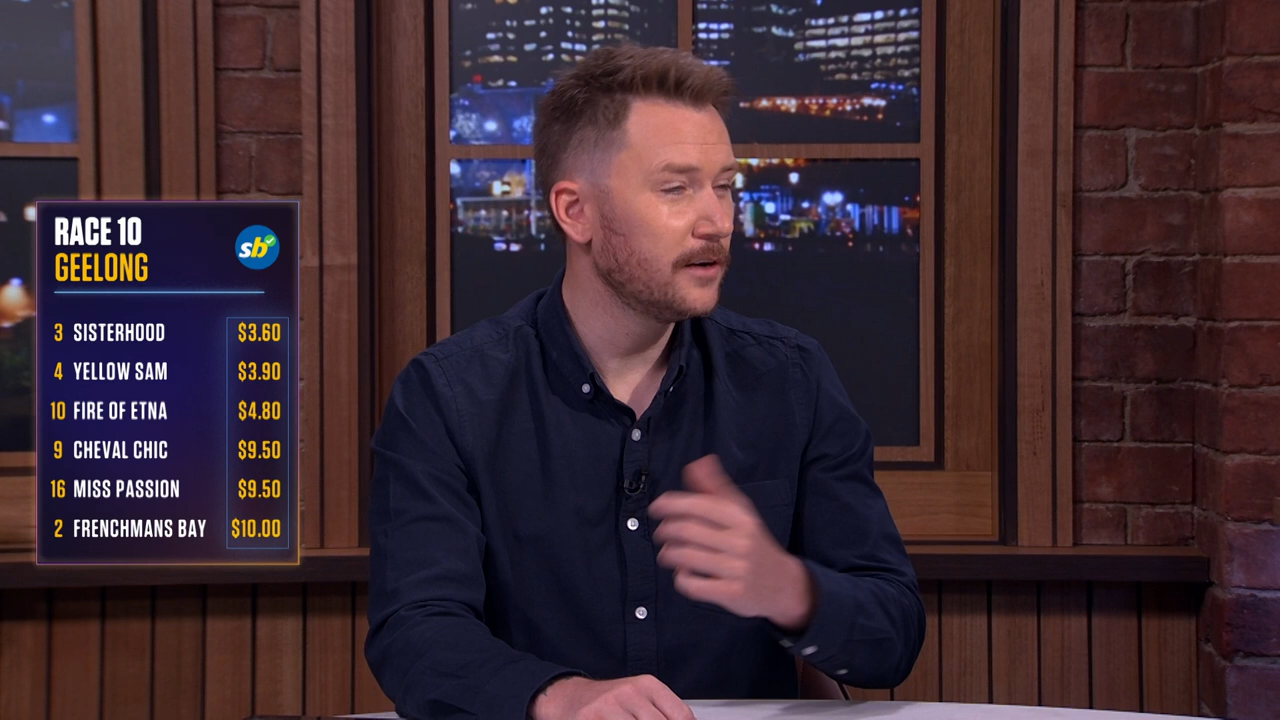 RACE 10
GEELONG
sb
3 SISTERHOOD $3.60
4 YELLOW SAM $3.90
10 FIRE OF ETNA $4.80
9 CHEVAL CHIC $9.50
16 MISS PASSION $9.50
2 FRENCHMANS BAY $10.00